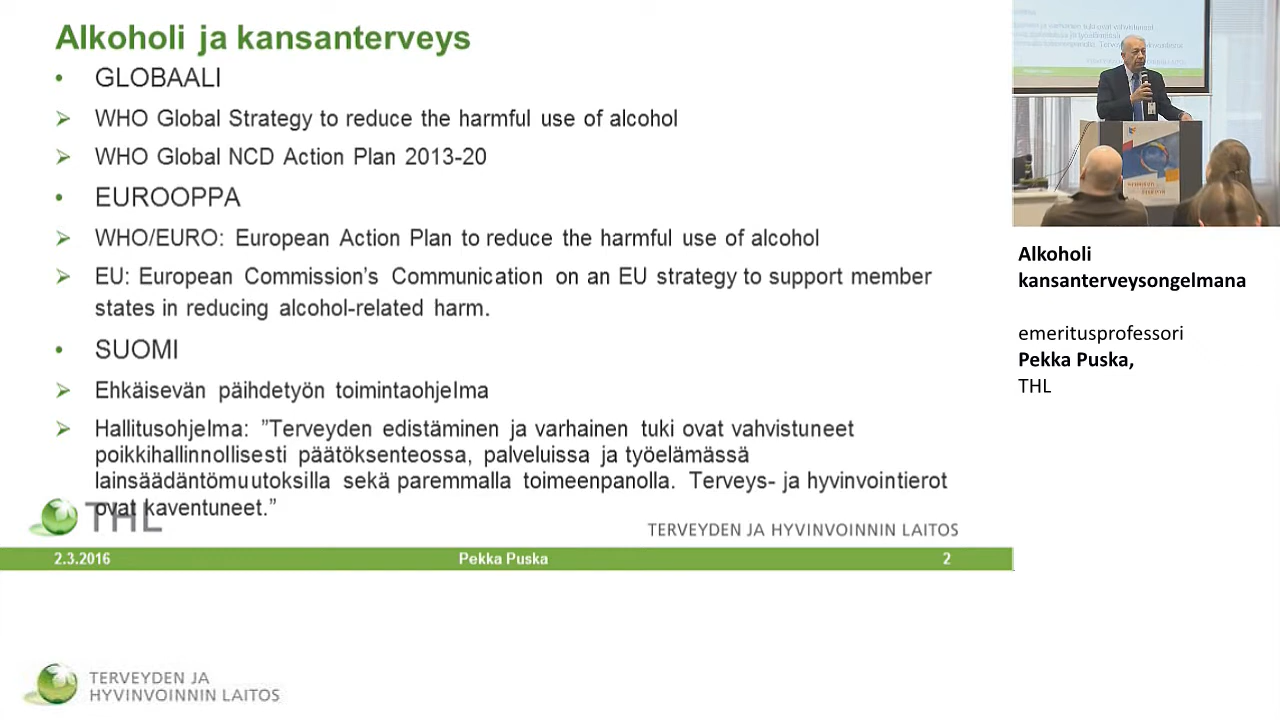 Alkoholi ja kansanterveys
• GLOBAALI
➢ WHO Global Strategy to reduce the harmful use of alcohol
➢ WHO Global NCD Action Plan 2013-20
• EUROOPPA
➢ WHO/EURO: European Action Plan to reduce the harmful use of alcohol
➢ EU: European Commission's Communication on an EU strategy to support member
states in reducing alcohol-related harm.
• SUOMI
➢ Ehkäisevän päihdetyön toimintaohjelma
➢ Hallitusohjelma: ”Terveyden edistäminen ja varhainen tuki ovat vahvistuneet
poikkihallinnollisesti päätöksenteossa, palveluissa ja työelämässä
lainsäädäntömuutoksilla sekä paremmalla toimeenpanolla. Terveys- ja hyvinvointierot
ovat kaventuneet.”
THL
TERVEYDEN JA HYVINVOINNIN LAITOS
2.3.2016 Pekka Puska 2
Alkoholi
kansanterveysongelmana
emeritusprofessori
Pekka Puska,
THL
TERVEYDEN JA
HYVINVOINNIN LAITOS